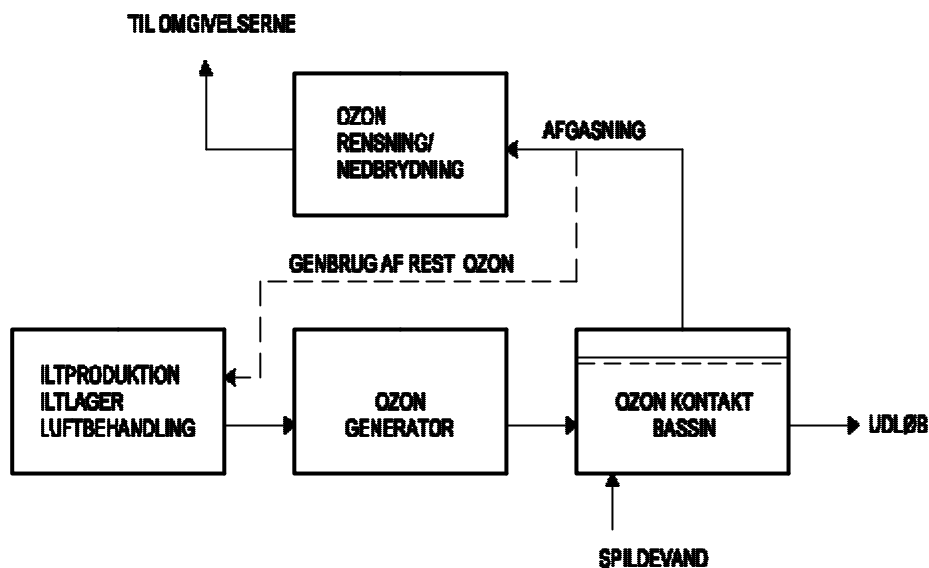 TIL OMGIVELSERNE
OZON
RENSNING/
NEDBRYDNING
AFGASNING
GENBRUG AF REST OZON
ILTPRODUKTION
ILTLAGER
LUFTBEHANDLING
OZON
GENERATOR
OZON KONTAKT
BASSIN
UDLØB
SPILDEVAND